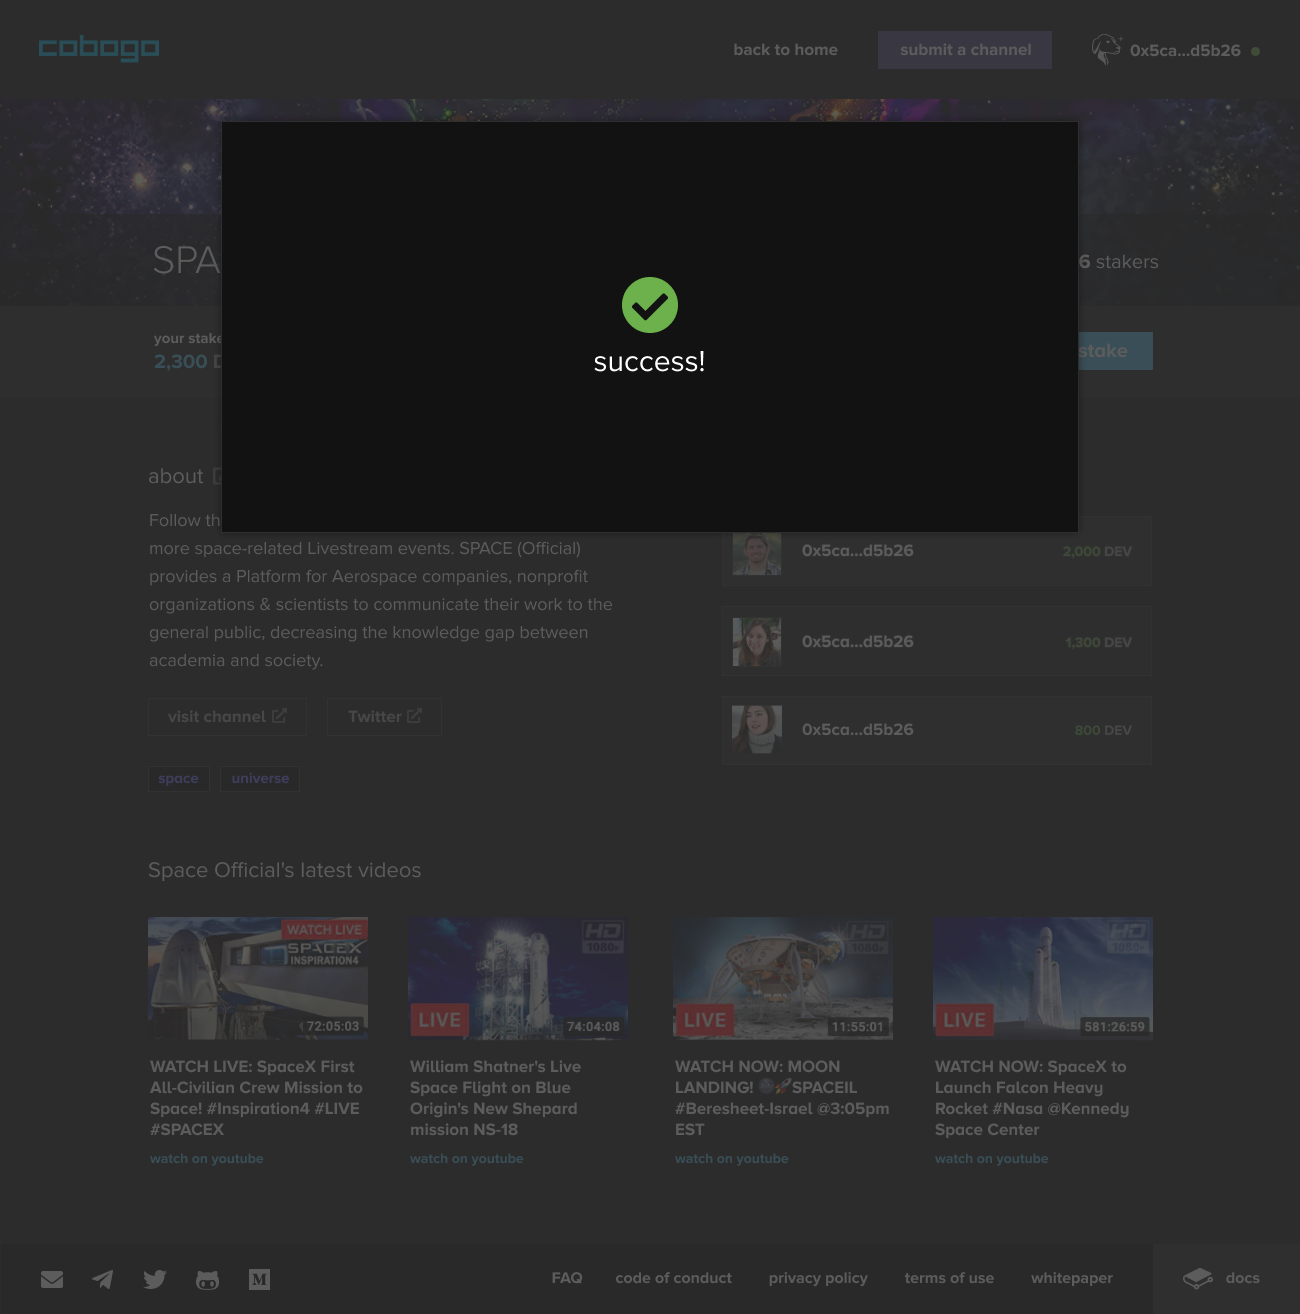 cobogo
back to home
submit a channel
0x5ca...d5b26
SPA
6 stakers
success!
your stake
2,300
stake
about
Follow th
more space-related Livestream events. SPACE (Official)
provides a Platform for Aerospace companies, nonprofit
organizations & scientists to communicate their work to the
general public, decreasing the knowledge gap between
academia and society.
visit channel
Twitter
space
universe
0x5ca...d5b26
2,000 DEV
0x5ca...d5b26
1,300 DEV
0x5ca...d5b26
800 DEV
Space Official's latest videos
WATCH LIVE
SPACEX
INSPIRATION4
72:05:03
HD
1080p
LIVE
74:04:08
HD
1080p
LIVE
11:55:01
HD
1080p
LIVE
581:26:59
WATCH LIVE: SpaceX First
All-Civilian Crew Mission to
Space! #Inspiration4 #LIVE
#SPACEX
watch on youtube
William Shatner's Live
Space Flight on Blue
Origin's New Shepard
mission NS-18
watch on youtube
WATCH NOW: MOON
LANDING! 🌚🚀SPACEIL
#Beresheet-Israel @3:05pm
EST
watch on youtube
WATCH NOW: SpaceX to
Launch Falcon Heavy
Rocket #Nasa @Kennedy
Space Center
watch on youtube
M
FAQ
code of conduct
privacy policy
terms of use
whitepaper
docs